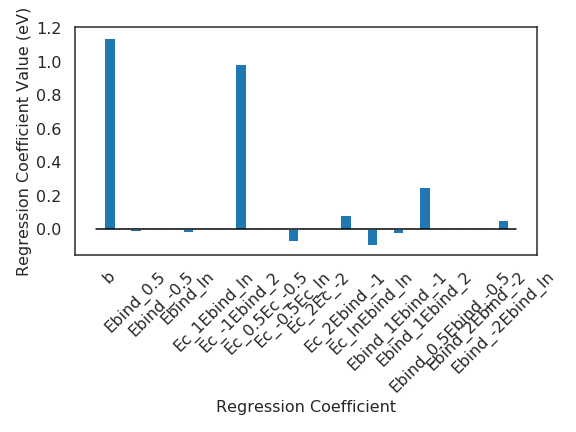 Regression Coefficient Value (eV)
1.2
1.0
0.8
0.6
0.4
0.2
0.0
b
Ebind_0.5
Ebind_-0.5
Ebind_ln
Ec_1Ebind_ln
Ec_-1Ebind_2
Ec_0.5Ec_-0.5
Ec_-0.5Ec_ln
Ec_2Ec_-2
Ec_2Ebind_-1
Ec_lnEbind_ln
Ebind_1Ebind_-1
Ebind_1Ebind_2
Ebind_0.5Ebind_-0.5
Ebind_2Ebind_-2
Ebind_-2Ebind_ln
Regression Coefficient